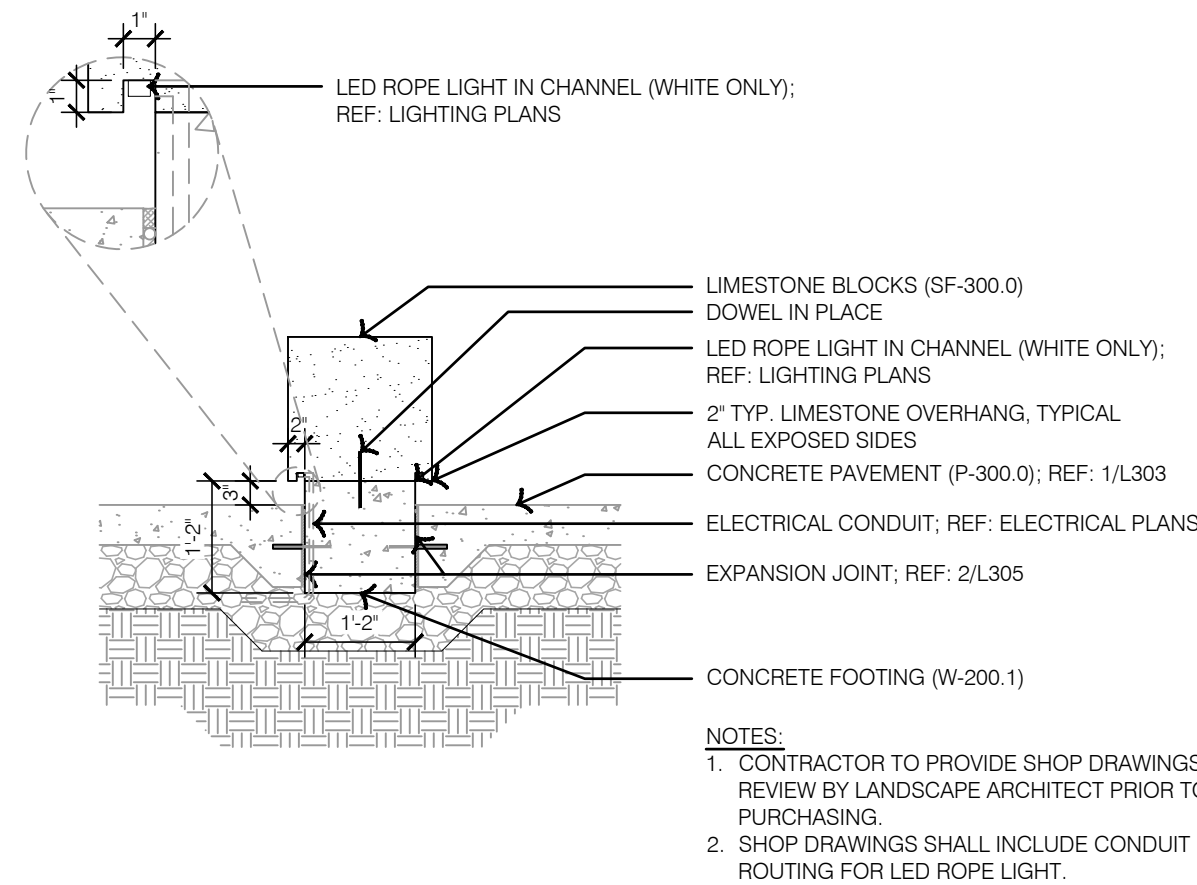 1"
1"
LED ROPE LIGHT IN CHANNEL (WHITE ONLY);
REF: LIGHTING PLANS
LIMESTONE BLOCKS (SF-300.0)
DOWEL IN PLACE
LED ROPE LIGHT IN CHANNEL (WHITE ONLY);
REF: LIGHTING PLANS
2" TYP. LIMESTONE OVERHANG, TYPICAL
ALL EXPOSED SIDES
2"
CONCRETE PAVEMENT (P-300.0); REF: 1/L303
3"
1'-2"
ELECTRICAL CONDUIT; REF: ELECTRICAL PLANS
EXPANSION JOINT; REF: 2/L305
1'-2"
CONCRETE FOOTING (W-200.1)
NOTES:
1. CONTRACTOR TO PROVIDE SHOP DRAWINGS
REVIEW BY LANDSCAPE ARCHITECT PRIOR TO
PURCHASING.
2. SHOP DRAWINGS SHALL INCLUDE CONDUIT
ROUTING FOR LED ROPE LIGHT.